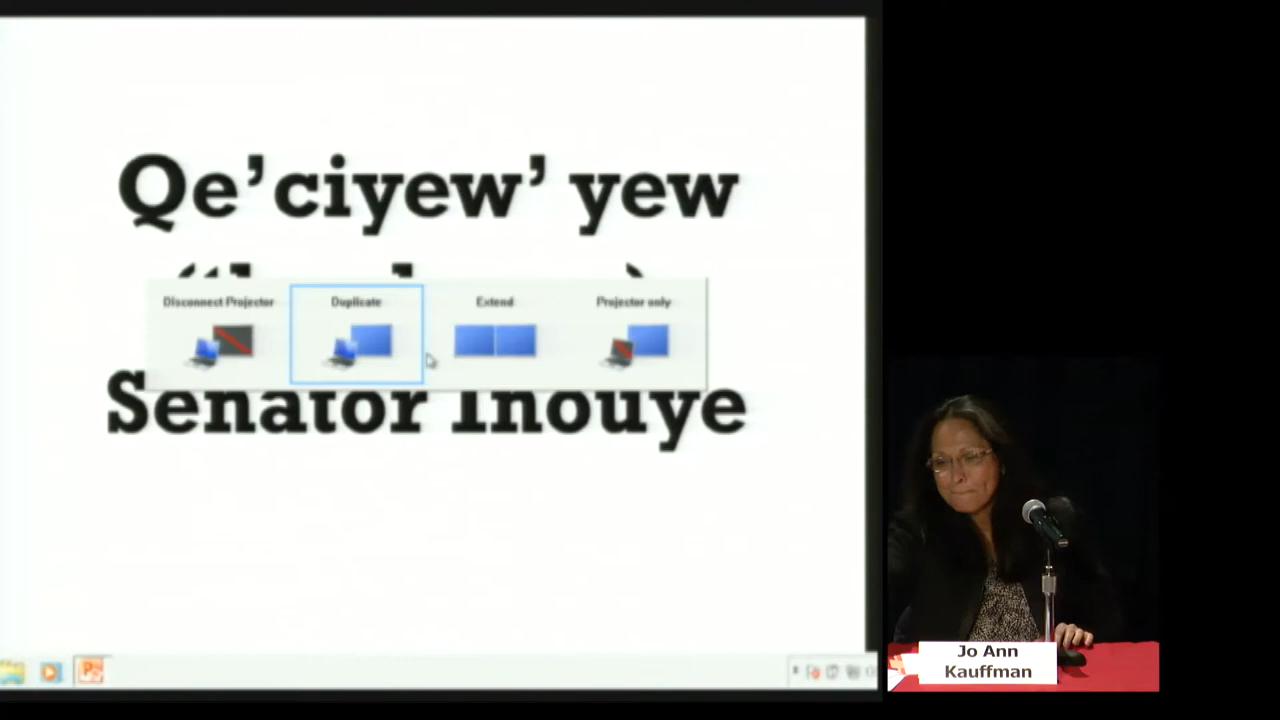 Qe’ciyew’ yew
Disconnect Projector
Duplicate
Extend
Projector only
Senator Inouye
Jo Ann
Kauffman